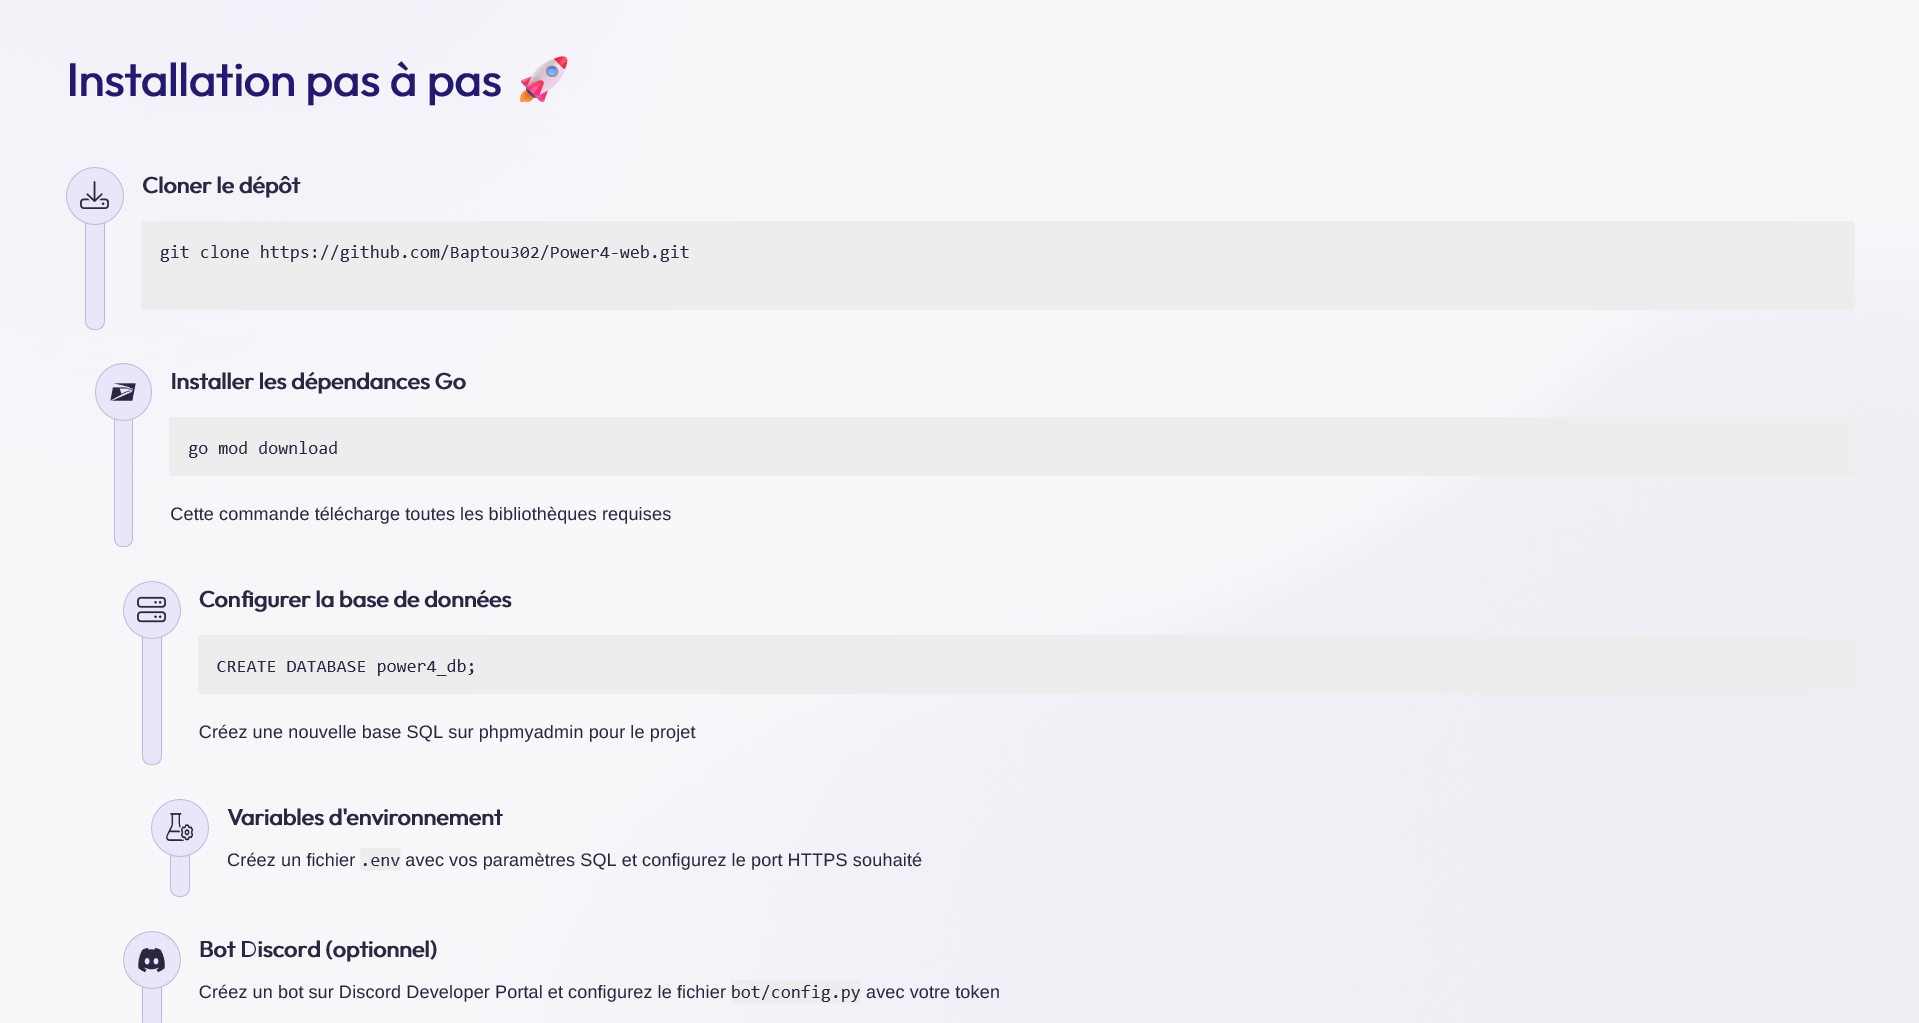 Installation pas à pas 🚀
Cloner le dépôt
git clone https://github.com/Baptou302/Power4-web.git
Installer les dépendances Go
go mod download
Cette commande télécharge toutes les bibliothèques requises
Configurer la base de données
CREATE DATABASE power4_db;
Créez une nouvelle base SQL sur phpmyadmin pour le projet
Variables d'environnement
Créez un fichier .env avec vos paramètres SQL et configurez le port HTTPS souhaité
Bot Discord (optionnel)
Créez un bot sur Discord Developer Portal et configurez le fichier bot/config.py avec votre token